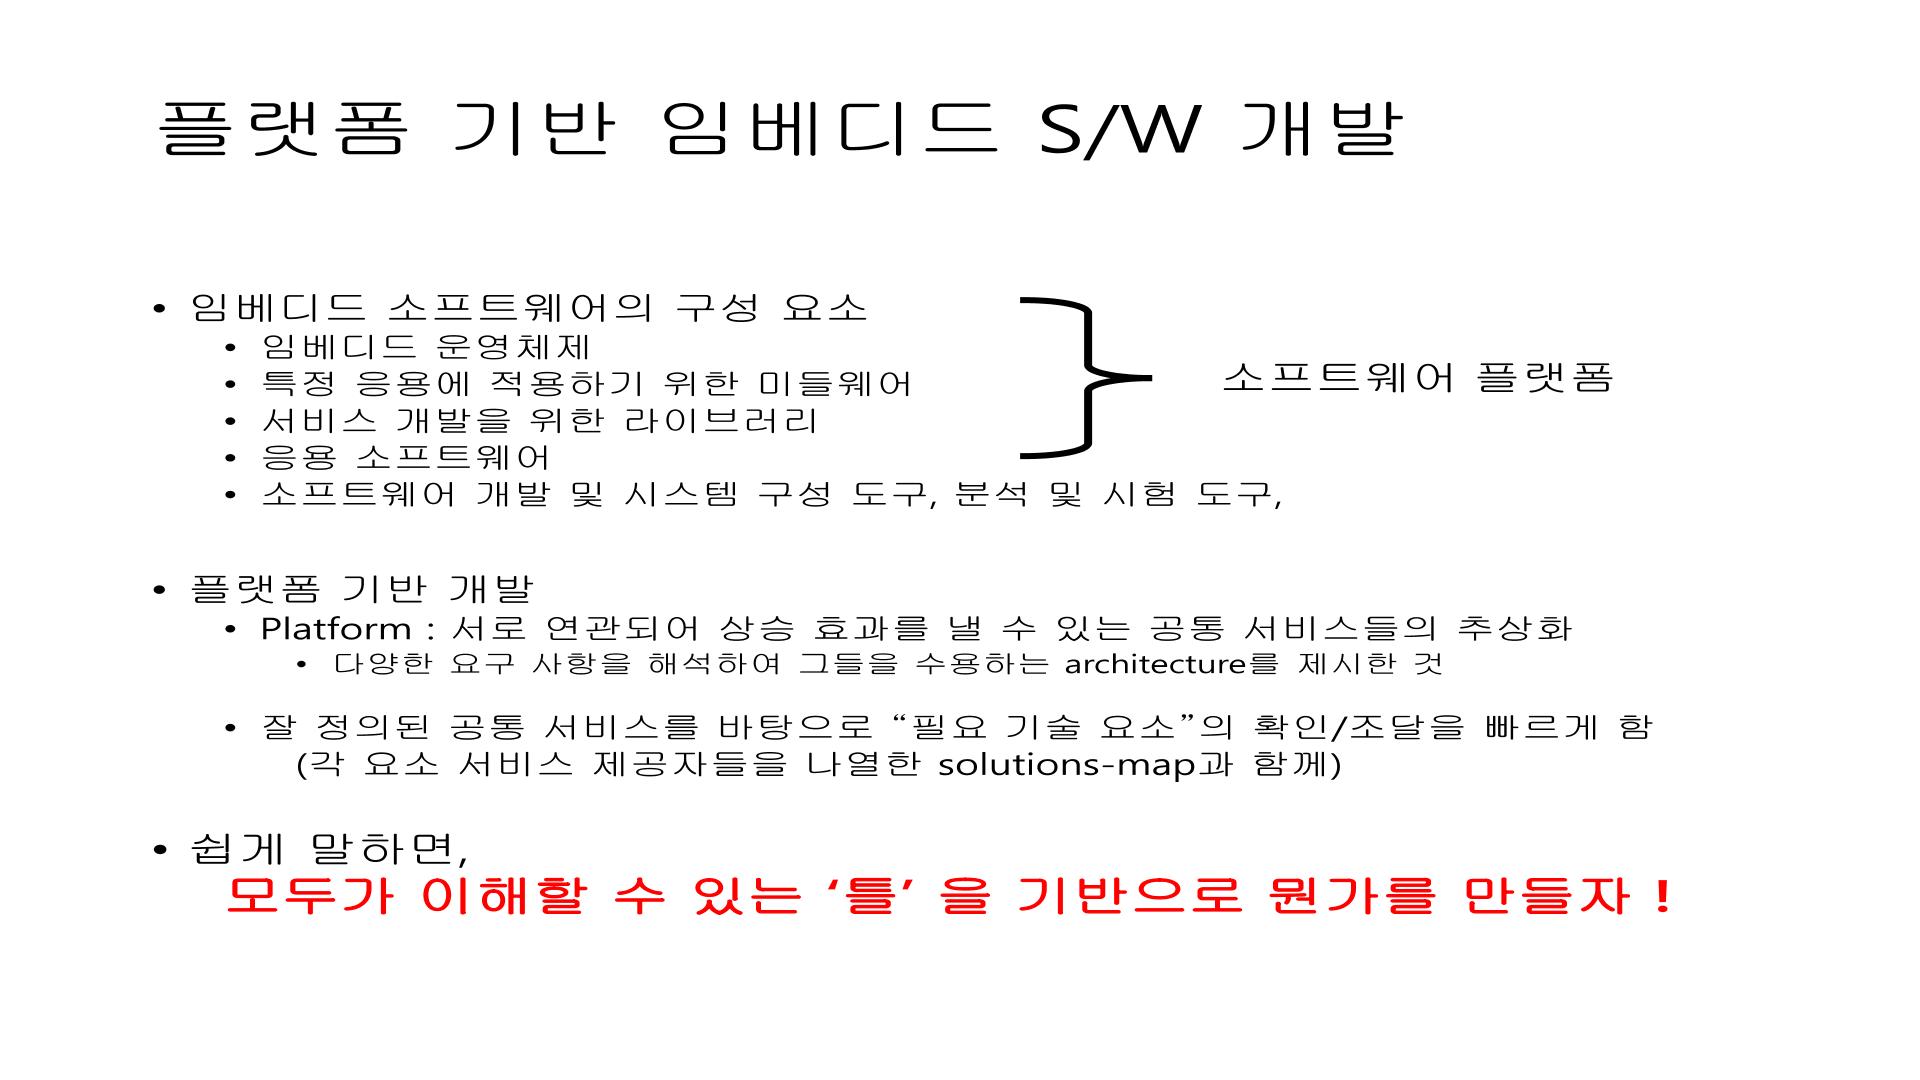 플랫폼 기반 임베디드 S/W 개발
• 임베디드 소프트웨어의 구성 요소
• 임베디드 운영체제
• 특정 응용에 적용하기 위한 미들웨어
• 서비스 개발을 위한 라이브러리
• 응용 소프트웨어
• 소프트웨어 개발 및 시스템 구성 도구, 분석 및 시험 도구,
소프트웨어 플랫폼
• 플랫폼 기반 개발
• Platform : 서로 연관되어 상승 효과를 낼 수 있는 공통 서비스들의 추상화
• 다양한 요구 사항을 해석하여 그들을 수용하는 architecture를 제시한 것
• 잘 정의된 공통 서비스를 바탕으로 “필요 기술 요소”의 확인/조달을 빠르게 함
(각 요소 서비스 제공자들을 나열한 solutions-map과 함께)
• 쉽게 말하면,
모두가 이해할 수 있는 ‘틀’ 을 기반으로 뭔가를 만들자 !